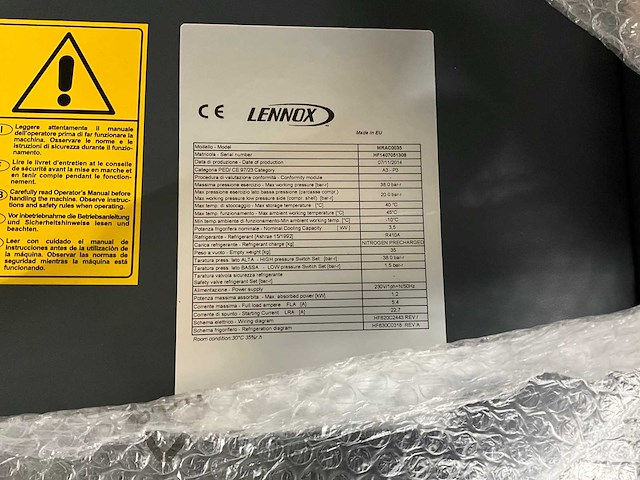 Leggere attentamente il manuale
dell'operatore prima di far funzionare la
macchina. Osservare le norme e le
istruzioni di sicurezza durante il funzio-
namento.
Lire le livret d'entretien at le conseils
de sécurité avant la mise en marche et
en tenir compte pendant la fonction-
nement.
Carefully read Operator's Manual before
handling the machine. Observe instruc-
tions and safety rules when operating.
Vor inbetriebnahme die Betriebsanleitung
und Sicherheitshinweise lesen und
beachten.
Leer con cuidado el manual de
instrucciones antes de la utilización de
la máquina. Observar las normas de
seguridad mientras la máquina está
funcionando.
CE LENNOX
Made in EU
Modello - Model MRAC0035
Matricola - Serial number HF1407051306
Data di produzione - Date of production 07/11/2014
Categoria PED/ CE 97/23 Category A3 - P3
Procedura di valutazione conformità - Conformity module
Massima pressione esercizio - Max working pressure [bar-r] 38.0 bar-r
Max pressione esercizio lato bassa pressione (carcassa compr.)
Max working pressure low pressure side (compr. shell) [bar-r] 20.0 bar-r
Max temp. di stoccaggio - Max storage temperature [°C] 40 °C
Max temp. funzionamento - Max ambient working temperature [°C] 45°C
Min temp ambiente di funzionamento-Min ambient working temp. [°C] -10°C
Potenza frigorifera nominale - Nominal Cooling Capacity [ kW ] 3,5
Refrigerante - Refrigerant (Ashrae 15/1992) R410A
Carica refrigerante - Refrigerant charge [kg] NITROGEN PRECHARGED
Peso a vuoto - Empty weight [kg] 35
Taratura press. lato ALTA - HIGH pressure Switch Set [bar-r] 38.0 bar-r
Taratura press. lato BASSA - LOW pressure Switch Set [bar-r] 1.5 bar-r
Taratura valvola sicurezza refrigerante
Safety valve refrigerant Set [bar-r]
Alimentazione - Power supply 230V/1ph+N/50Hz
Potenza massima assorbita - Max absorbed power [kW] 1,2
Corrente massima - Full load ampere FLA [A] 5.4
Corrente di spunto - Starting Current LRA [A] 22.7
Schema elettrico - Wiring diagram HF620C2443 REV I
Schema frigorifero - Refrigeration diagram HF630C0316 REV A
Room condition 30°C 35%r.h